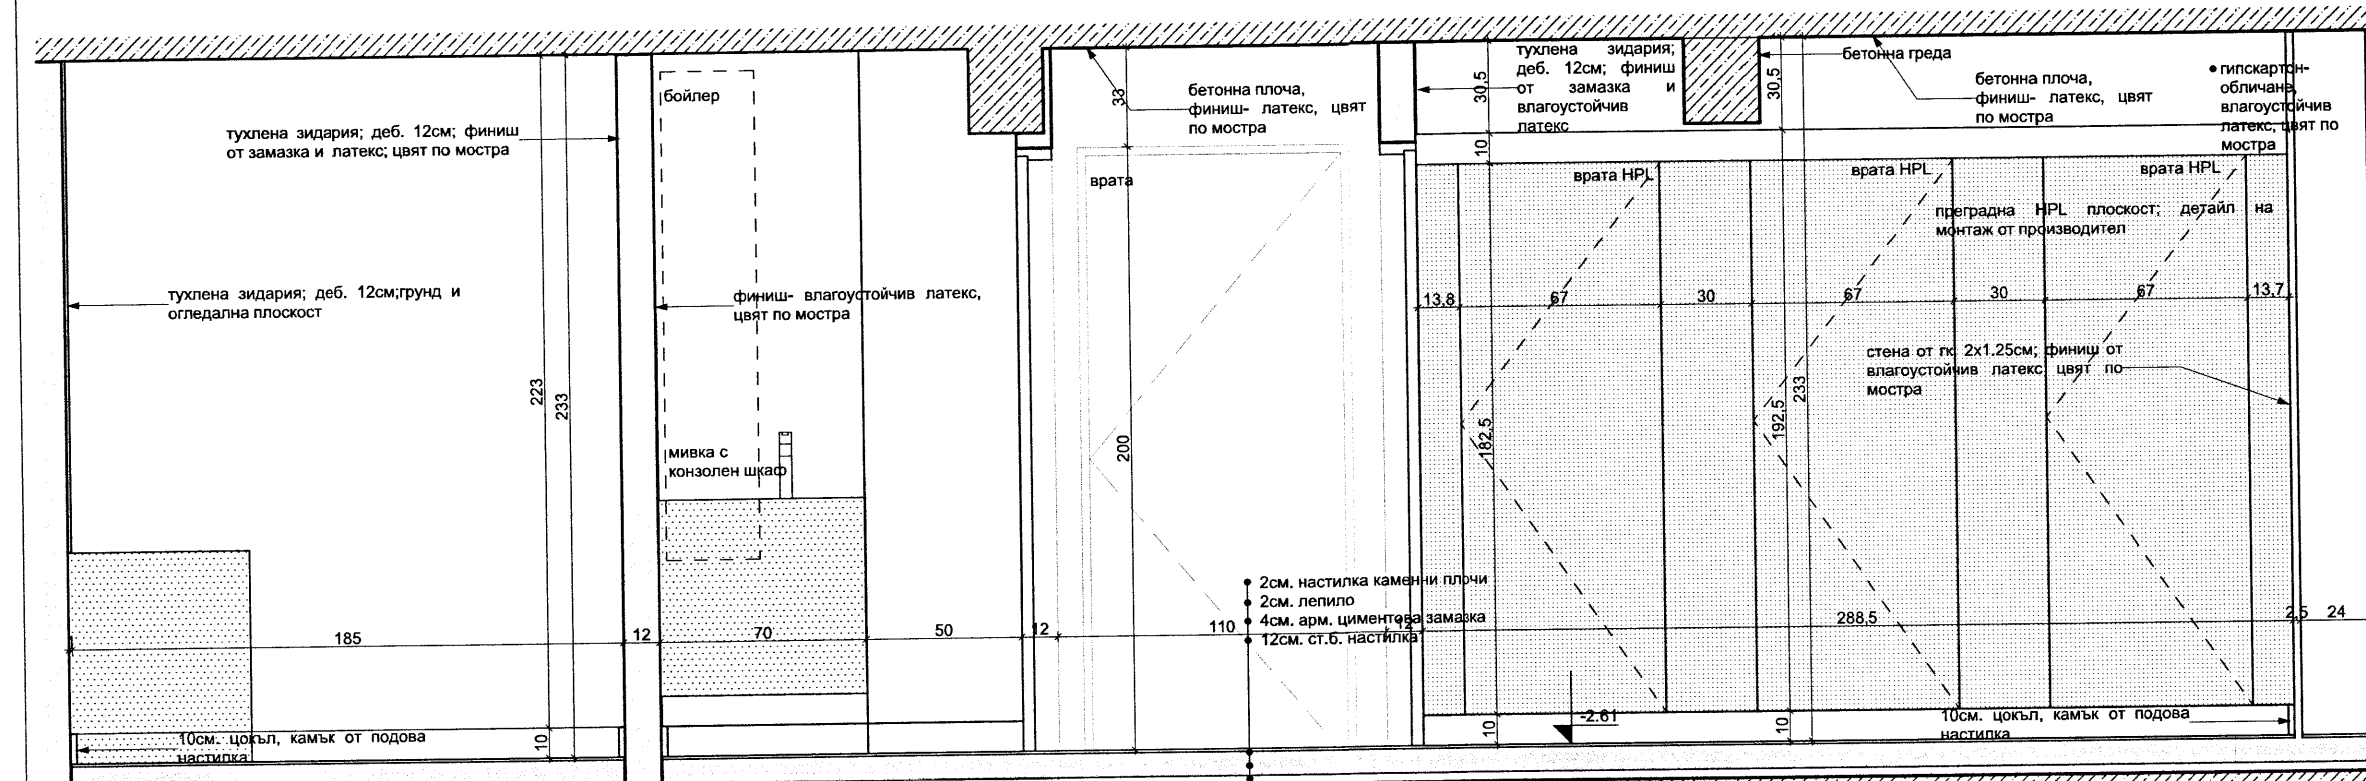 тухлена зидария; деб. 12см; финиш
от замазка и латекс; цвят по мостра
тухлена зидария; деб. 12см;грунд и
огледална плоскост
223
233
185
10
10см. цокъл, камък от подова
настилка
12
бойлер
финиш- влагоустойчив латекс,
цвят по мостра
мивка с
конзолен шкаф
70
50
12
33
бетонна плоча,
финиш- латекс, цвят
по мостра
врата
200
110
12
2см. настилка каменни плочи
2см. лепило
4см. арм. циментова замазка
12см. ст.б. настилка
30,5
10
тухлена зидария;
деб. 12см; финиш
от замазка и
влагоустойчив
латекс
бетонна греда
30,5
бетонна плоча,
финиш- латекс, цвят
по мостра
гипскартон-
обличане,
влагоустойчив
латекс, цвят по
мостра
врата HPL
врата HPL
врата HPL
преградна HPL плоскост; детайл на
монтаж от производител
13,8
67
30
67
30
67
13,7
стена от гк 2x1.25см; финиш от
влагоустойчив латекс цвят по
мостра
182,5
192,5
233
288,5
2,5
24
10
-2.61
10
10см. цокъл, камък от подова
настилка